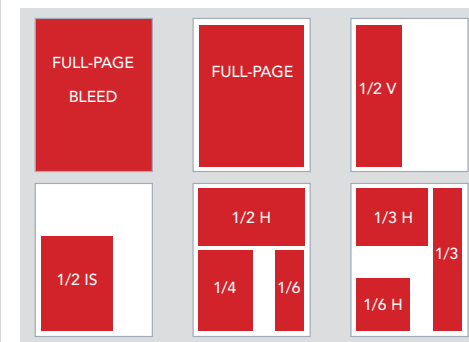 FULL-PAGE
BLEED
FULL-PAGE
1/2 V
1/2 IS
1/2 H
1/4
1/6
1/3 H
1/3
1/6 H